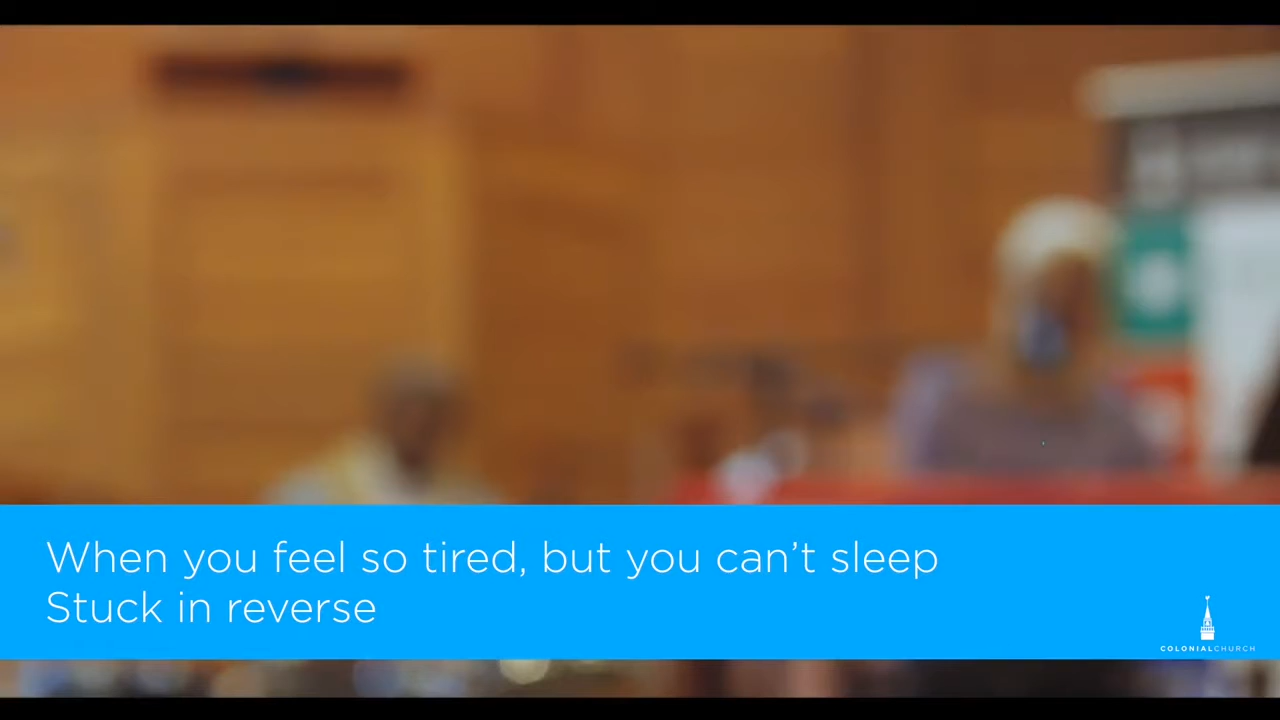 When you feel so tired, but you can’t sleep
Stuck in reverse
COLONIALCHURCH